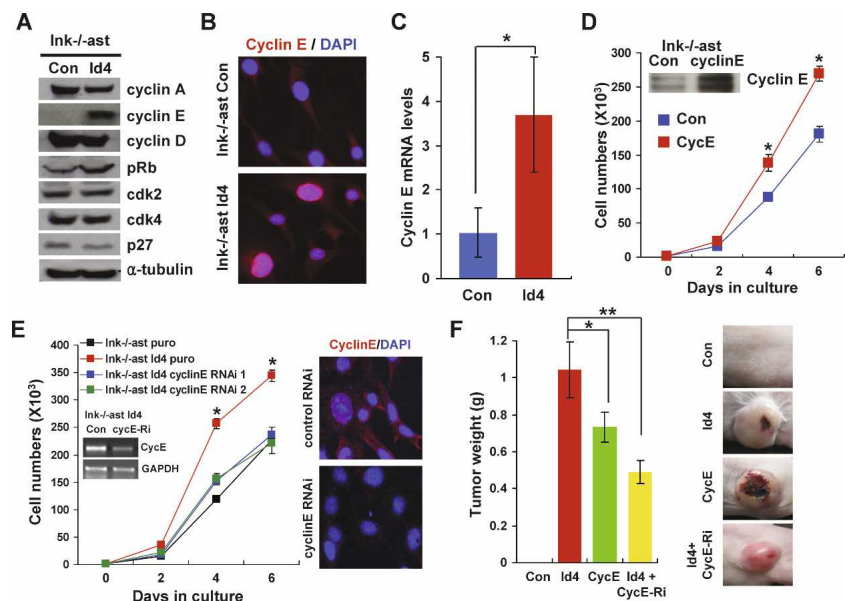 A
Ink-/-ast
Con Id4
cyclin A
cyclin E
cyclin D
pRb
cdk2
cdk4
p27
α-tubulin
B
Cyclin E / DAPI
Ink-/-ast Con
Ink-/-ast Id4
C
Cyclin E mRNA levels
5
4
3
2
1
0
*
Con Id4
D
Cell numbers (X10³)
300
250
200
150
100
50
0
Ink-/-ast
Con cyclinE
Cyclin E
Con
CycE
*
*
0 2 4 6
Days in culture
E
Ink-/-ast puro
Ink-/-ast Id4 puro
Ink-/-ast Id4 cyclinE RNAi 1
Ink-/-ast Id4 cyclinE RNAi 2
Cell numbers (X10³)
400
350
300
250
200
150
100
50
0
Ink-/-ast Id4
Con cycE-Ri
CycE
GAPDH
*
*
0 2 4 6
Days in culture
CyclinE/DAPI
control RNAi
cyclinE RNAi
F
Tumor weight (g)
1.2
1
0.8
0.6
0.4
0.2
0
**
*
Con Id4 CycE Id4 +
CycE-Ri
Con
Id4
CycE
Id4+
CycE-Ri